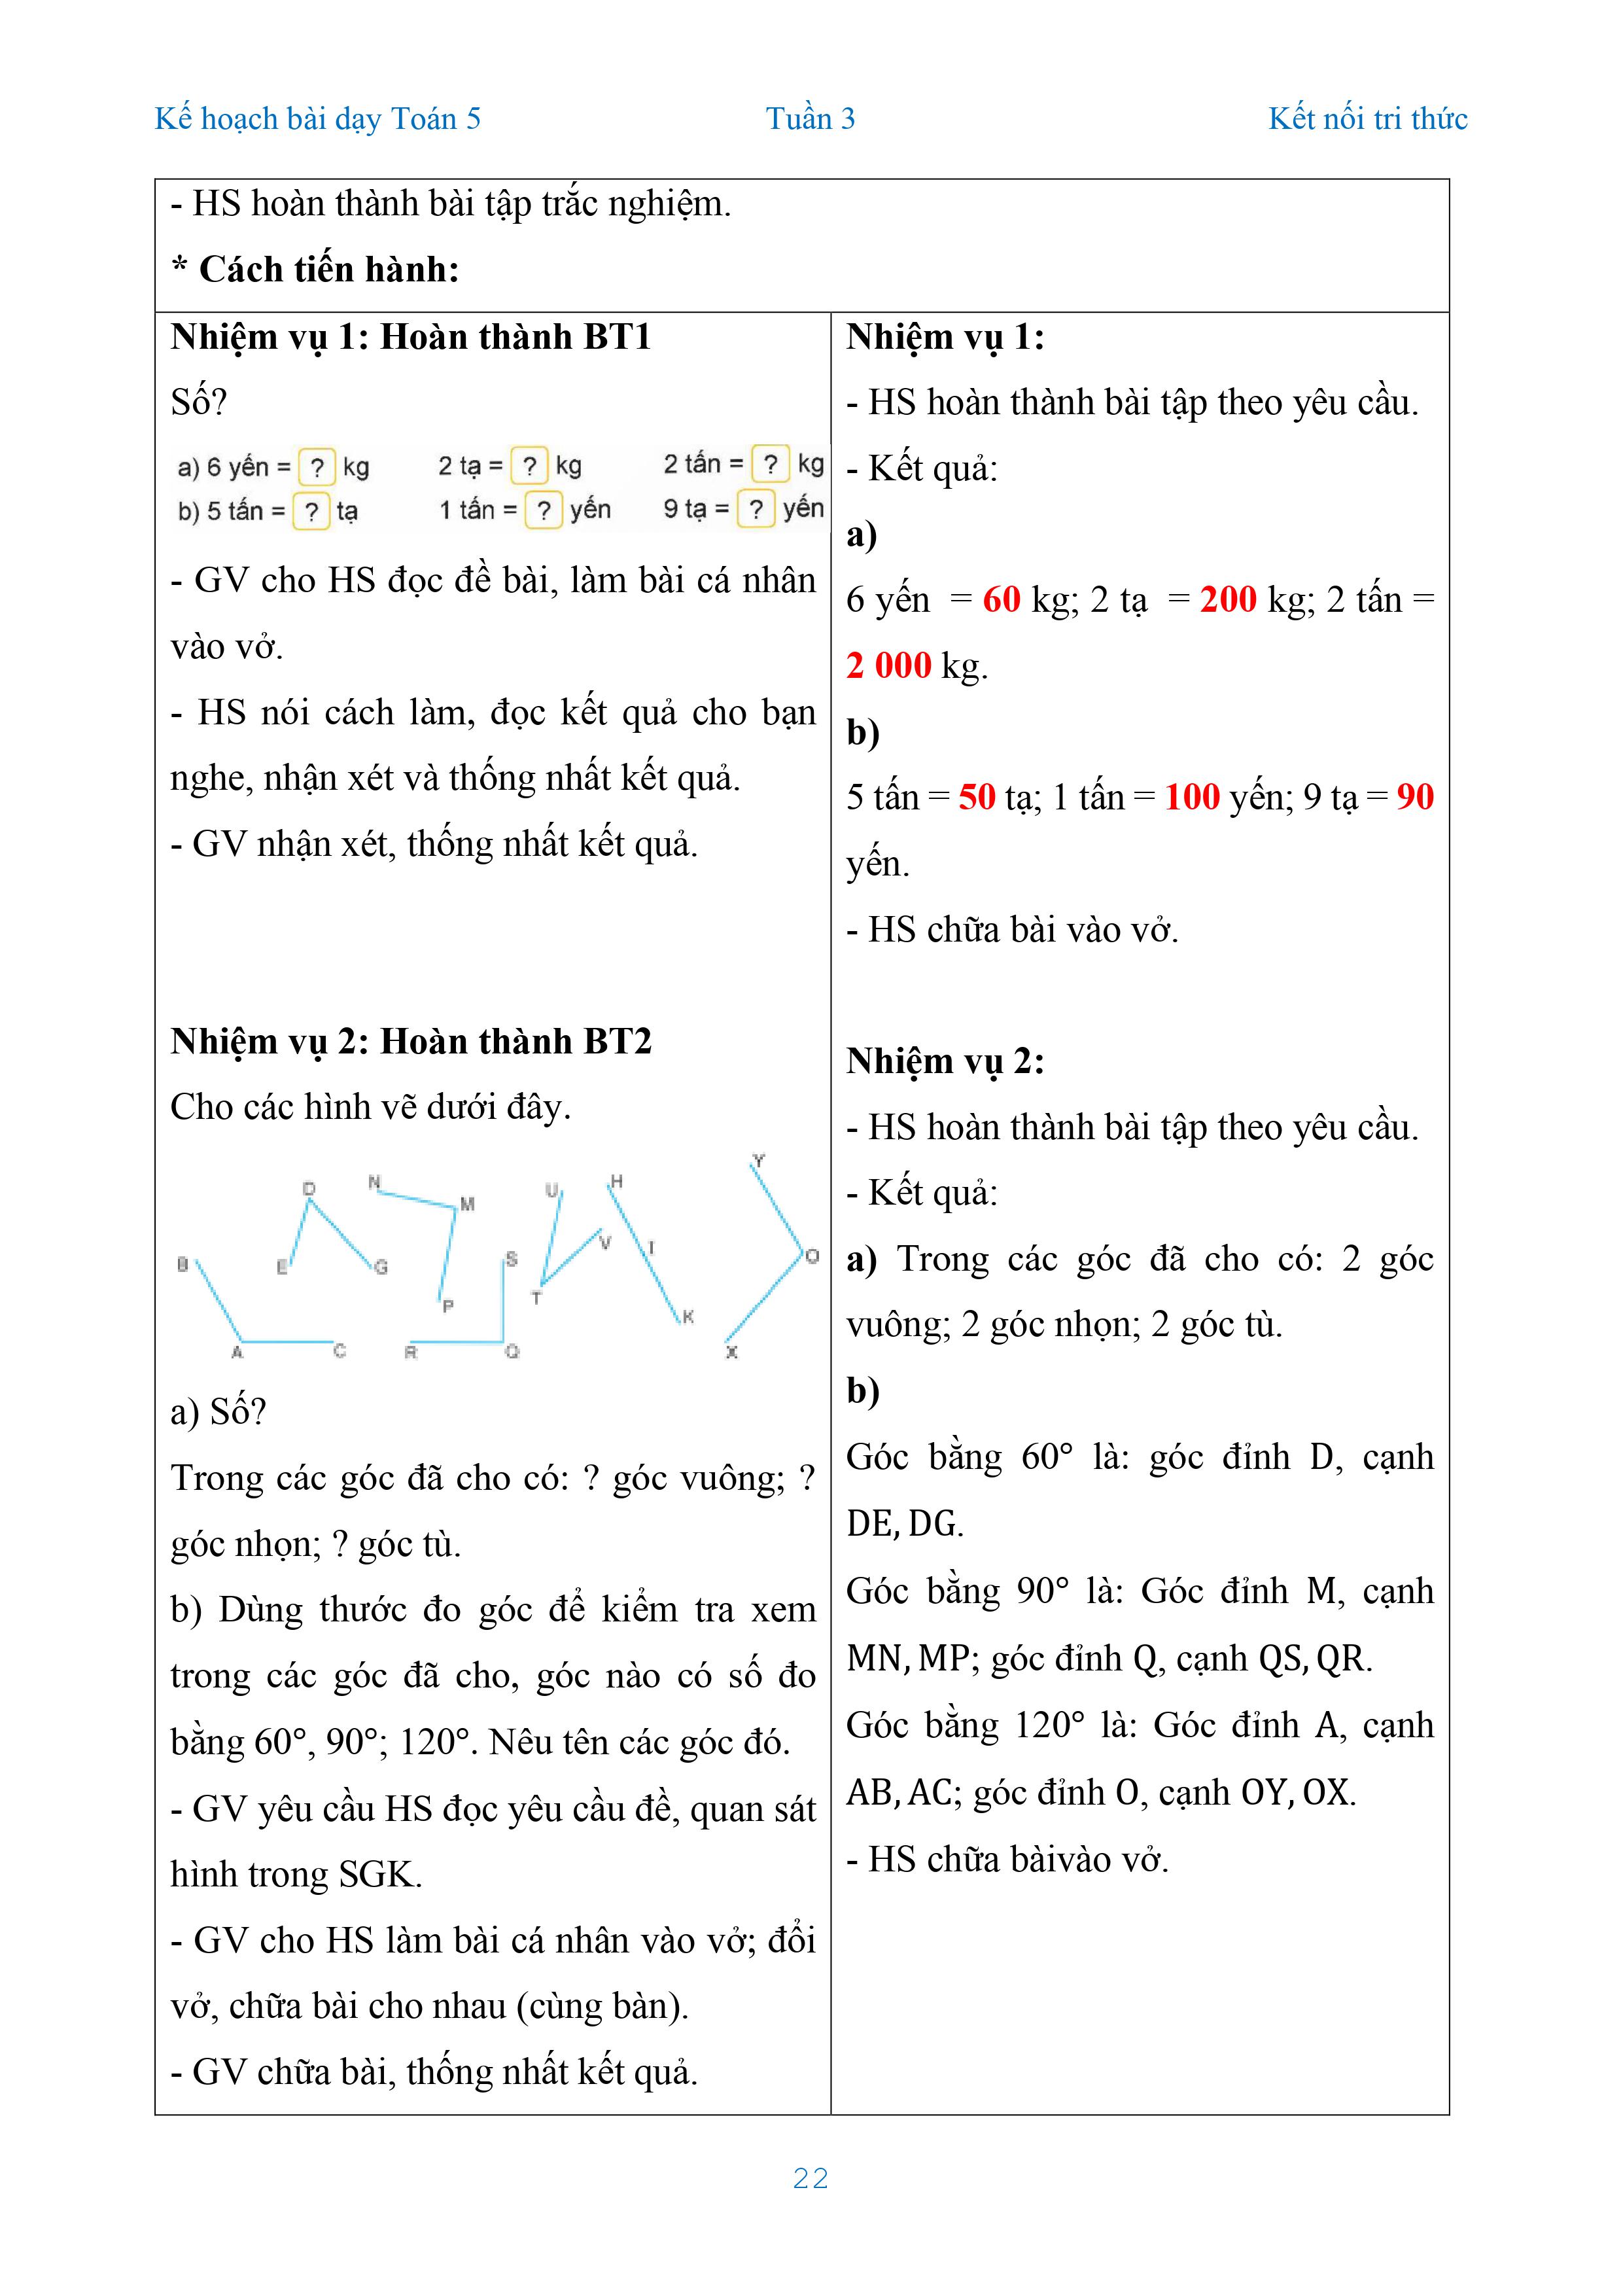 Kế hoạch bài dạy Toán 5 Tuần 3 Kết nối tri thức
- HS hoàn thành bài tập trắc nghiệm.
* Cách tiến hành:
Nhiệm vụ 1: Hoàn thành BT1
Số?
a) 6 yến = ? kg 2 tạ = ? kg 2 tấn = ? kg
b) 5 tấn = ? tạ 1 tấn = ? yến 9 tạ = ? yến
- GV cho HS đọc đề bài, làm bài cá nhân
vào vở.
- HS nói cách làm, đọc kết quả cho bạn
nghe, nhận xét và thống nhất kết quả.
- GV nhận xét, thống nhất kết quả.
Nhiệm vụ 2: Hoàn thành BT2
Cho các hình vẽ dưới đây.
B A C
D E G
N M P
S R Q
U V T
H I K
Y O X
a) Số?
Trong các góc đã cho có: ? góc vuông; ?
góc nhọn; ? góc tù.
b) Dùng thước đo góc để kiểm tra xem
trong các góc đã cho, góc nào có số đo
bằng 60°, 90°; 120°. Nêu tên các góc đó.
- GV yêu cầu HS đọc yêu cầu đề, quan sát
hình trong SGK.
- GV cho HS làm bài cá nhân vào vở; đổi
vở, chữa bài cho nhau (cùng bàn).
- GV chữa bài, thống nhất kết quả.
Nhiệm vụ 1:
- HS hoàn thành bài tập theo yêu cầu.
- Kết quả:
a)
6 yến = 60 kg; 2 tạ = 200 kg; 2 tấn =
2 000 kg.
b)
5 tấn = 50 tạ; 1 tấn = 100 yến; 9 tạ = 90
yến.
- HS chữa bài vào vở.
Nhiệm vụ 2:
- HS hoàn thành bài tập theo yêu cầu.
- Kết quả:
a) Trong các góc đã cho có: 2 góc
vuông; 2 góc nhọn; 2 góc tù.
b)
Góc bằng 60° là: góc đỉnh D, cạnh
DE, DG.
Góc bằng 90° là: Góc đỉnh M, cạnh
MN, MP; góc đỉnh Q, cạnh QS, QR.
Góc bằng 120° là: Góc đỉnh A, cạnh
AB, AC; góc đỉnh O, cạnh OY, OX.
- HS chữa bàivào vở.
22